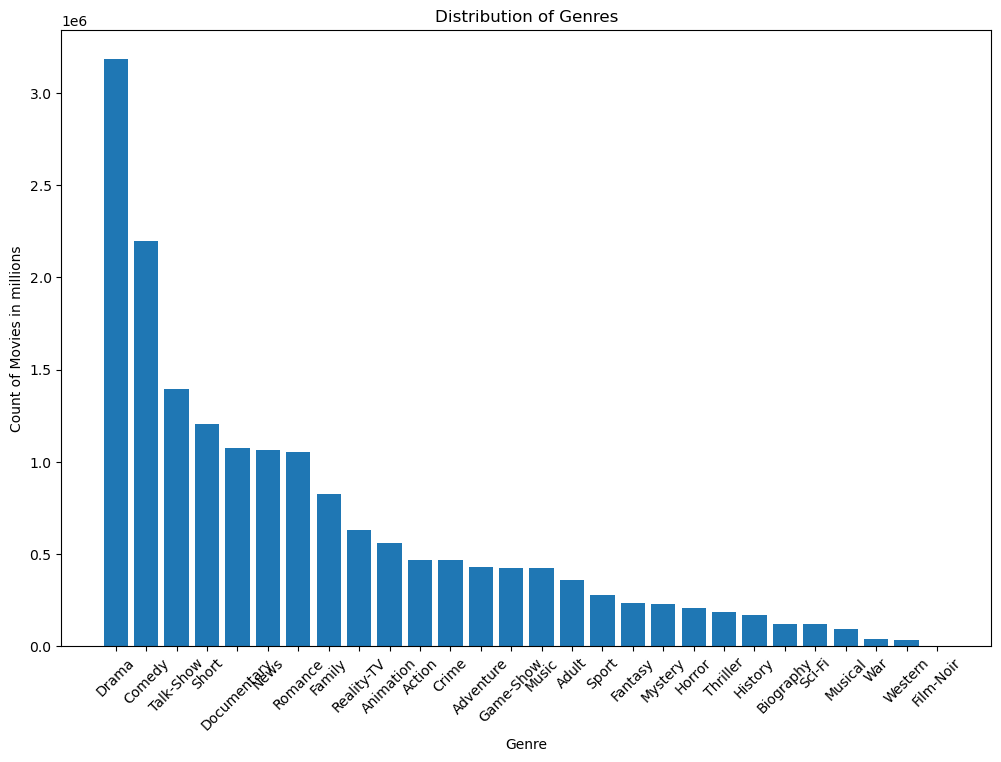 Distribution of Genres
1e6
3.0
2.5
2.0
1.5
1.0
0.5
0.0
Count of Movies in millions
Drama
Comedy
Talk-Show
Short
Documentary
News
Romance
Family
Reality-TV
Animation
Action
Crime
Adventure
Game-Show
Music
Adult
Sport
Fantasy
Mystery
Horror
Thriller
History
Biography
Sci-Fi
Musical
War
Western
Film-Noir
Genre